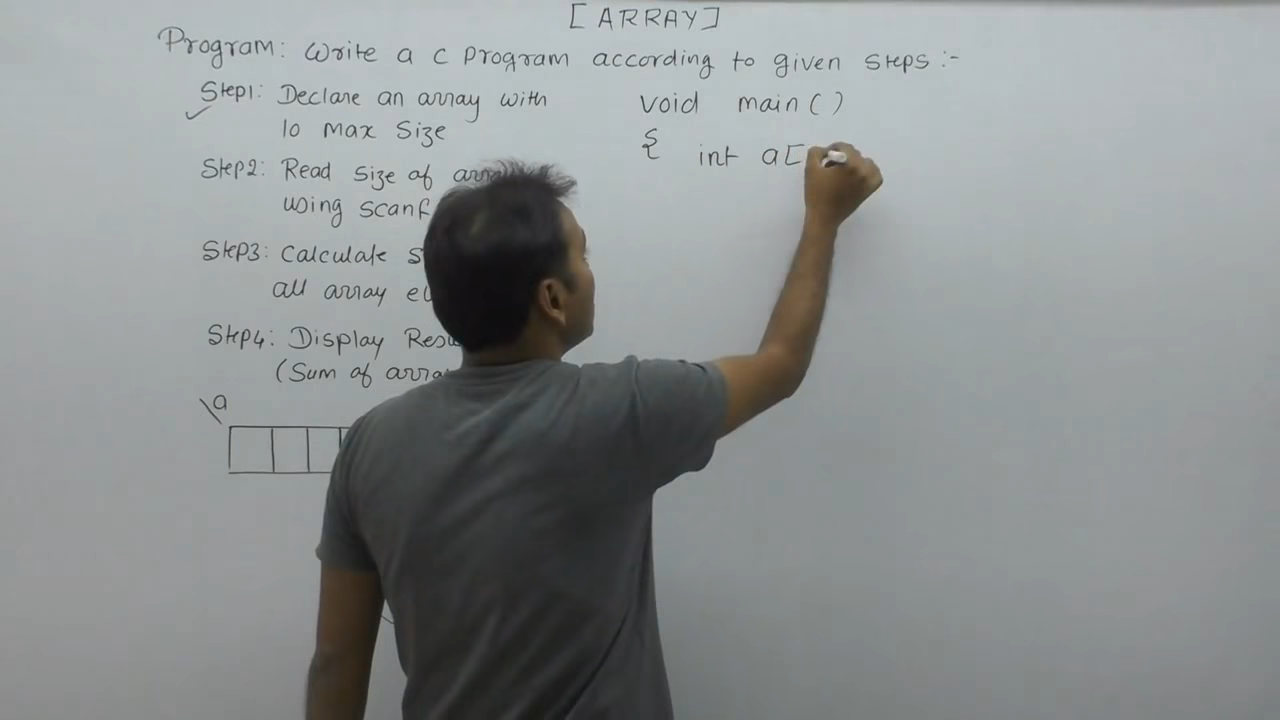 [ARRAY]
Program: Write a C Program according to given Steps :-
Step1: Declare an array with
10 max Size
Step2: Read Size of
using scanf
Step3: Calculate
all array
Step4: Display
(Sum of
a
void main()
{ int a[